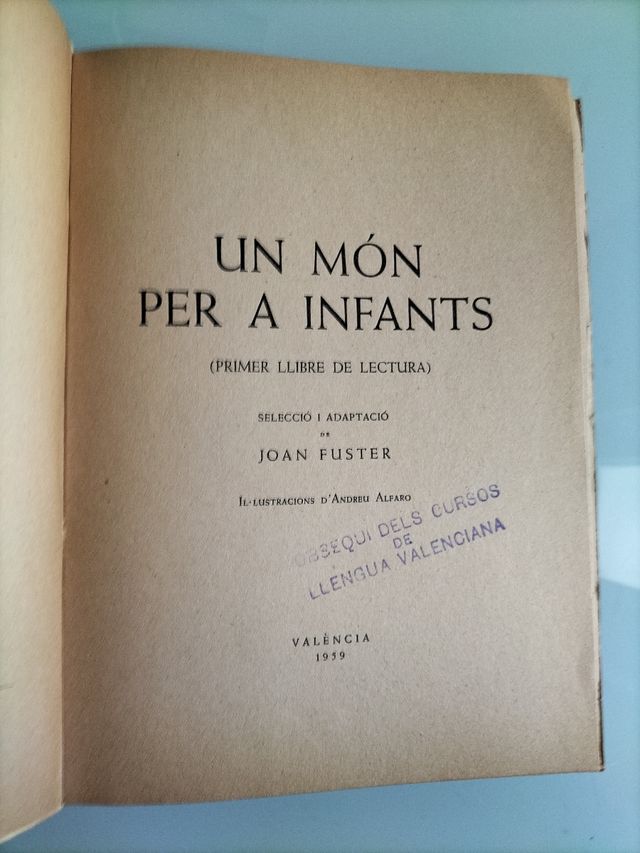 UN MÓN
PER A INFANTS
(PRIMER LLIBRE DE LECTURA)
SELECCIÓ I ADAPTACIÓ
DE
JOAN FUSTER
IL·LUSTRACIONS D'ANDREU ALFARO
OBSEQUI DELS CURSOS
DE
LLENGUA VALENCIANA
VALÈNCIA
1959